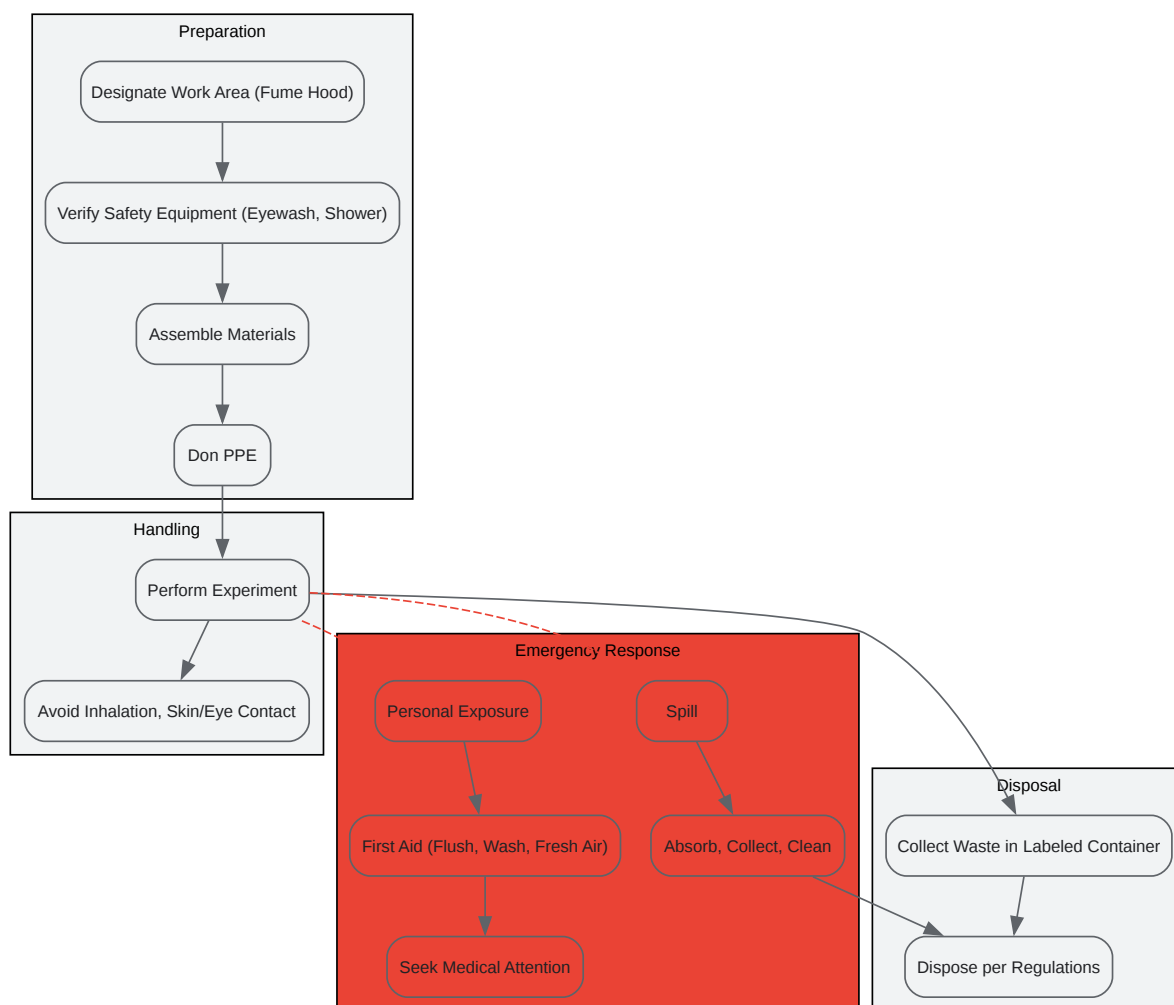 Preparation
Designate Work Area (Fume Hood)
Verify Safety Equipment (Eyewash, Shower)
Assemble Materials
Don PPE
Handling
Perform Experiment
Avoid Inhalation, Skin/Eye Contact
Emergency Response
Personal Exposure
Spill
First Aid (Flush, Wash, Fresh Air)
Absorb, Collect, Clean
Seek Medical Attention
Disposal
Collect Waste in Labeled Container
Dispose per Regulations